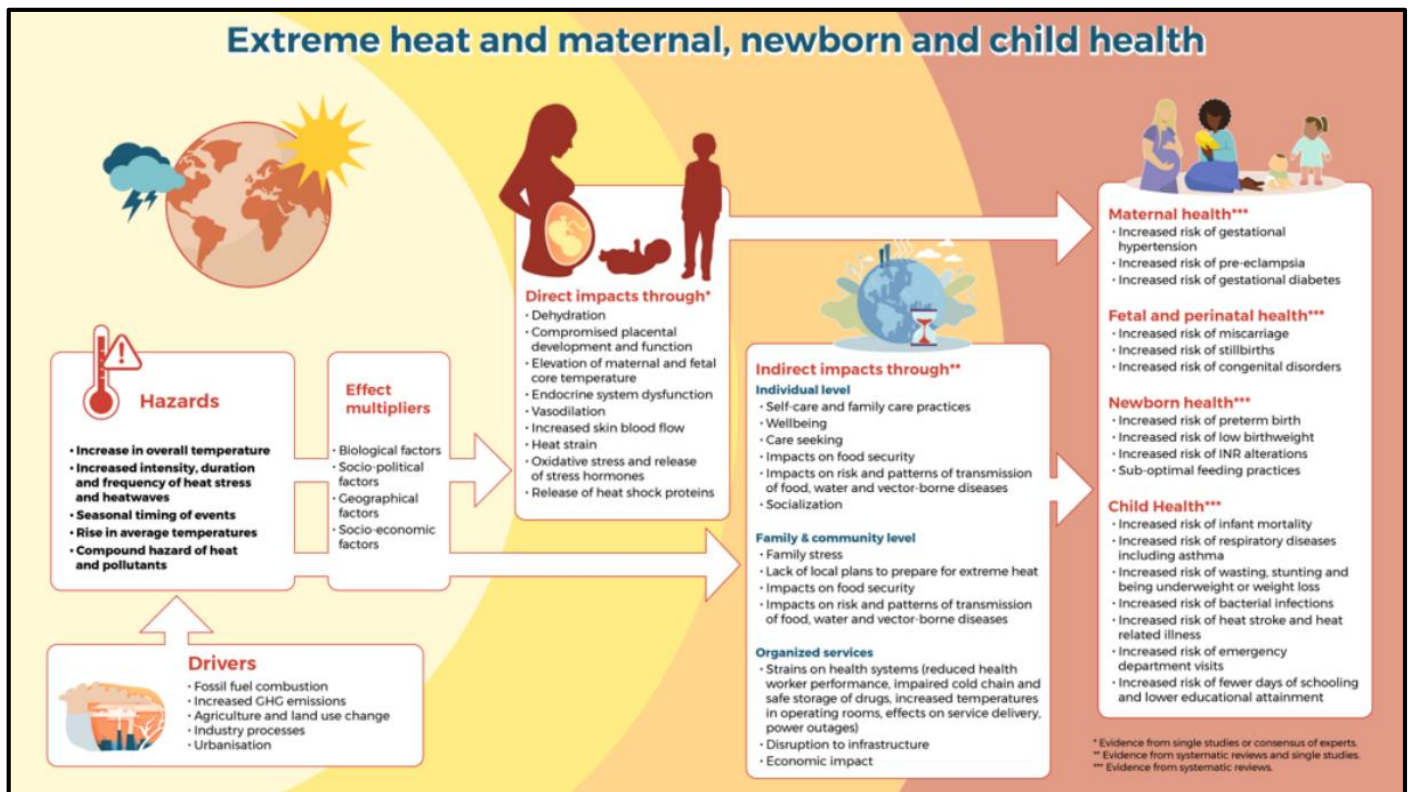 Extreme heat and maternal, newborn and child health
Hazards
• Increase in overall temperature
• Increased intensity, duration
and frequency of heat stress
and heatwaves
• Seasonal timing of events
• Rise in average temperatures
• Compound hazard of heat
and pollutants
Drivers
• Fossil fuel combustion
• Increased GHG emissions
• Agriculture and land use change
• Industry processes
• Urbanisation
Effect
multipliers
• Biological factors
• Socio-political
factors
• Geographical
factors
• Socio-economic
factors
Direct impacts through*
• Dehydration
• Compromised placental
development and function
• Elevation of maternal and fetal
core temperature
• Endocrine system dysfunction
• Vasodilation
• Increased skin blood flow
• Heat strain
• Oxidative stress and release
of stress hormones
• Release of heat shock proteins
Indirect impacts through**
Individual level
• Self-care and family care practices
• Wellbeing
• Care seeking
• Impacts on food security
• Impacts on risk and patterns of transmission
of food, water and vector-borne diseases
• Socialization
Family & community level
• Family stress
• Lack of local plans to prepare for extreme heat
• Impacts on food security
• Impacts on risk and patterns of transmission
of food, water and vector-borne diseases
Organized services
• Strains on health systems (reduced health
worker performance, impaired cold chain and
safe storage of drugs, increased temperatures
in operating rooms, effects on service delivery,
power outages)
• Disruption to infrastructure
• Economic impact
Maternal health***
• Increased risk of gestational
hypertension
• Increased risk of pre-eclampsia
• Increased risk of gestational diabetes
Fetal and perinatal health***
• Increased risk of miscarriage
• Increased risk of stillbirths
• Increased risk of congenital disorders
Newborn health***
• Increased risk of preterm birth
• Increased risk of low birthweight
• Increased risk of INR alterations
• Sub-optimal feeding practices
Child Health***
• Increased risk of infant mortality
• Increased risk of respiratory diseases
including asthma
• Increased risk of wasting, stunting and
being underweight or weight loss
• Increased risk of bacterial infections
• Increased risk of heat stroke and heat
related illness
• Increased risk of emergency
department visits
• Increased risk of fewer days of schooling
and lower educational attainment
* Evidence from single studies or consensus of experts.
** Evidence from systematic reviews and single studies.
*** Evidence from systematic reviews.